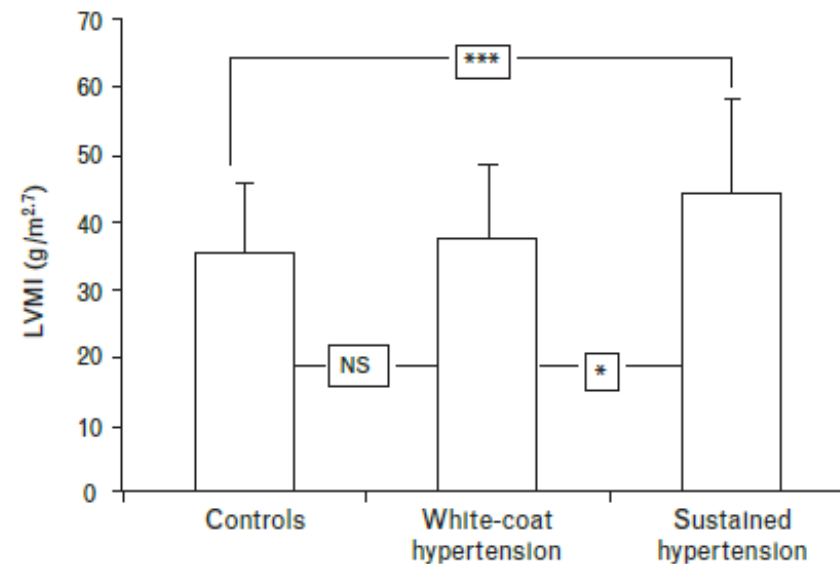 70
60
50
40
30
20
10
0
LVMI (g/m2.7)
***
NS
*
Controls
White-coat
hypertension
Sustained
hypertension